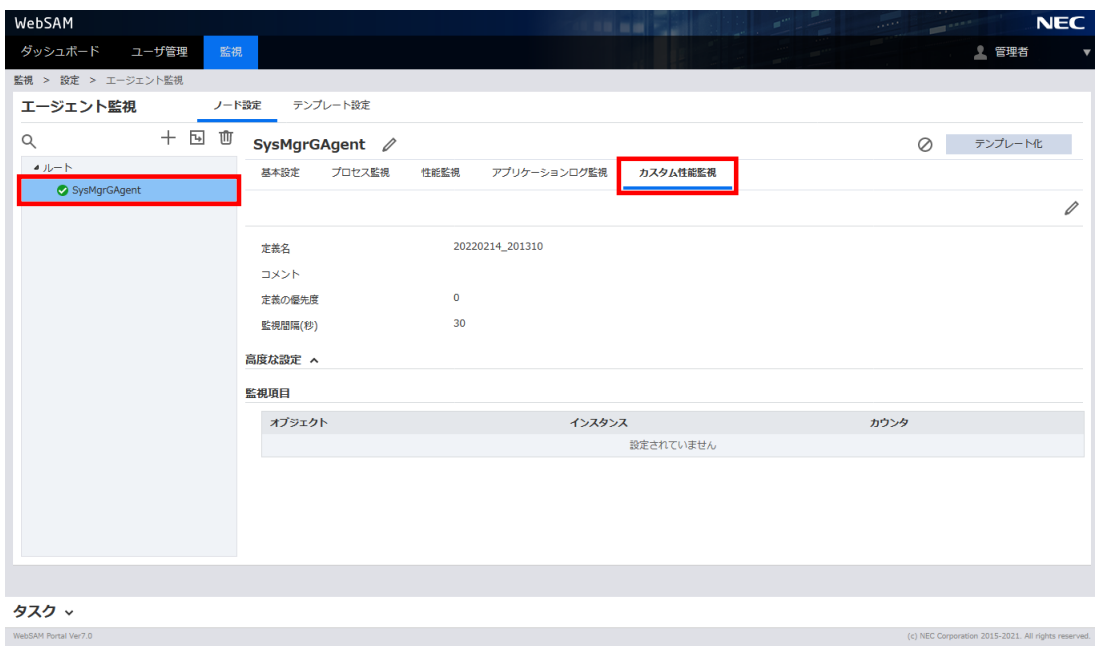 WebSAM
NEC
ダッシュボード ユーザ管理 監視 管理者
監視 > 設定 > エージェント監視
エージェント監視 ノード設定 テンプレート設定
SysMgrGAgent テンプレート化
ルート
SysMgrGAgent
基本設定 プロセス監視 性能監視 アプリケーションログ監視 カスタム性能監視
定義名 20220214_201310
コメント
定義の優先度 0
監視間隔(秒) 30
高度な設定
監視項目
オブジェクト インスタンス カウンタ
設定されていません
タスク
WebSAM Portal Ver7.0 (c) NEC Corporation 2015-2021. All rights reserved.